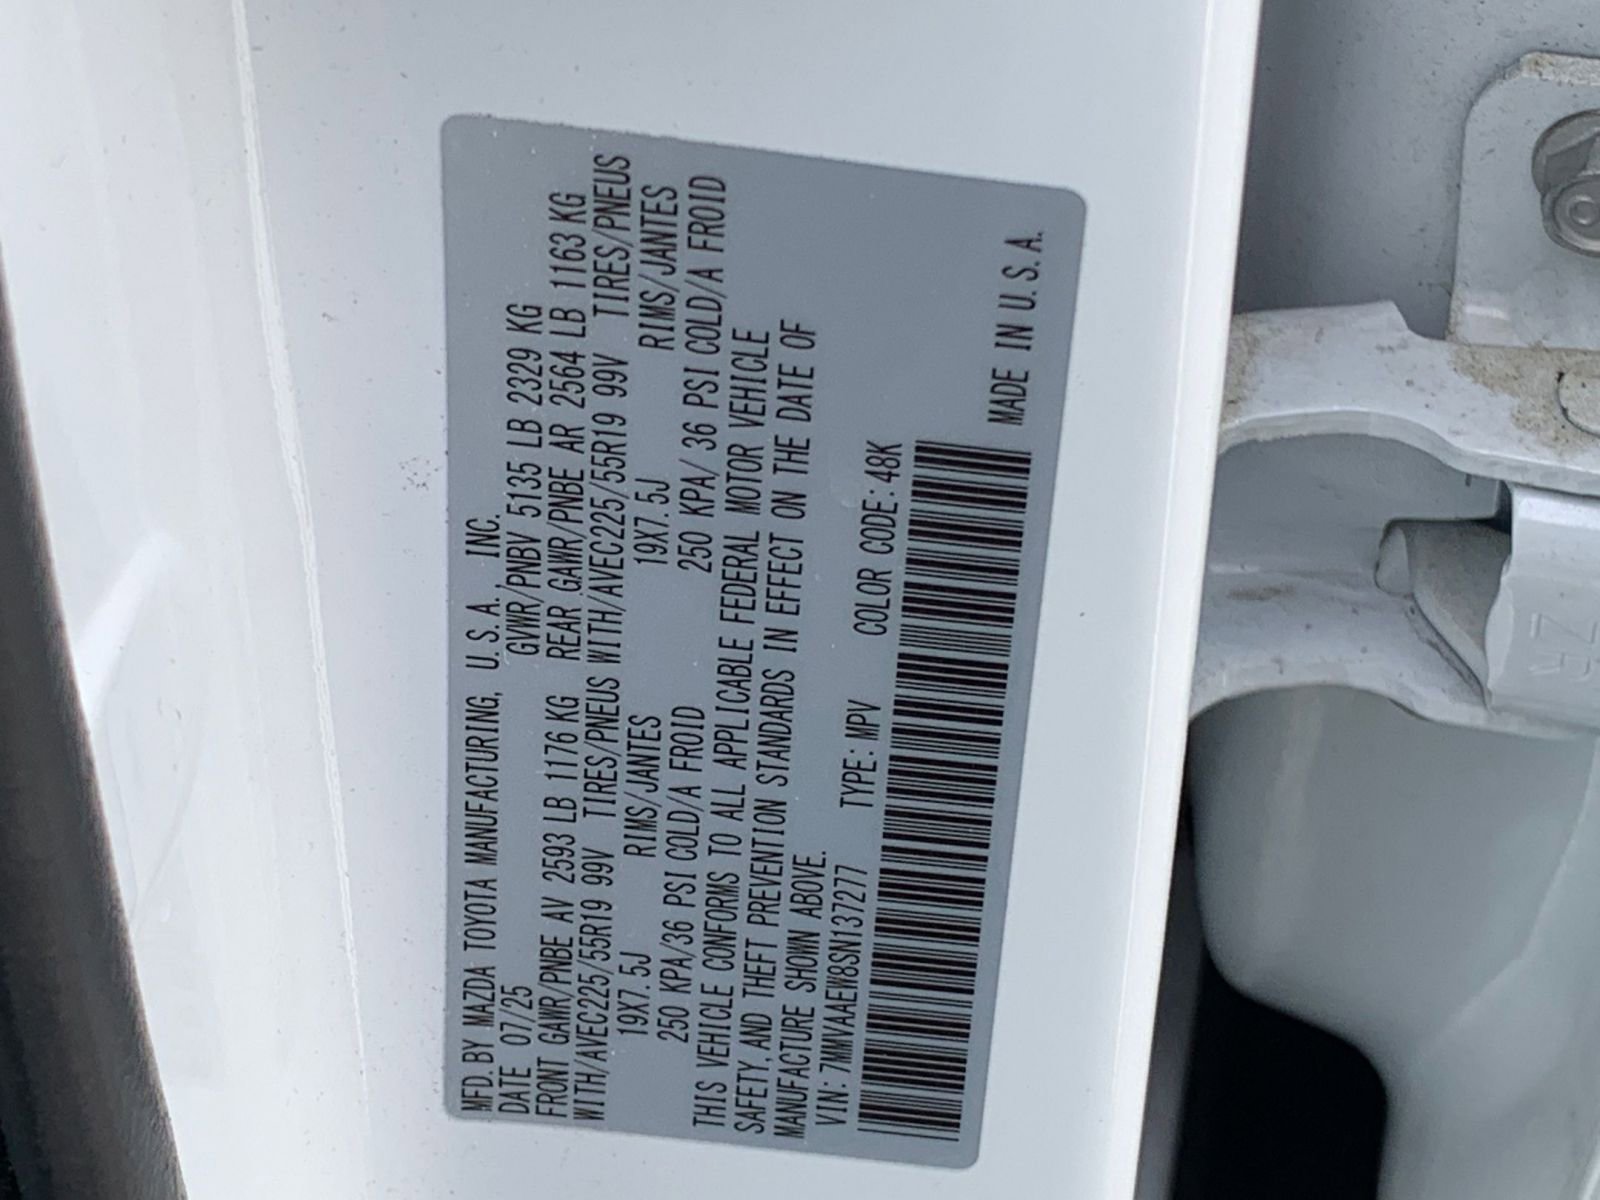 MFD. BY MAZDA TOYOTA MANUFACTURING, U.S.A., INC.
DATE 07/25 GVWR/PNBV 5135 LB 2329 KG
FRONT GAWR/PNBE AV 2593 LB 1176 KG REAR GAWR/PNBE AR 2564 LB 1163 KG
WITH/AVEC225/55R19 99V TIRES/PNEUS WITH/AVEC225/55R19 99V TIRES/PNEUS
19X7.5J RIMS/JANTES 19X7.5J RIMS/JANTES
250 KPA/36 PSI COLD/A FROID 250 KPA/ 36 PSI COLD/A FROID
THIS VEHICLE CONFORMS TO ALL APPLICABLE FEDERAL MOTOR VEHICLE
SAFETY, AND THEFT PREVENTION STANDARDS IN EFFECT ON THE DATE OF
MANUFACTURE SHOWN ABOVE.
VIN: 7MMVAAEW8SN137277 TYPE: MPV COLOR CODE: 48K
MADE IN U.S.A.